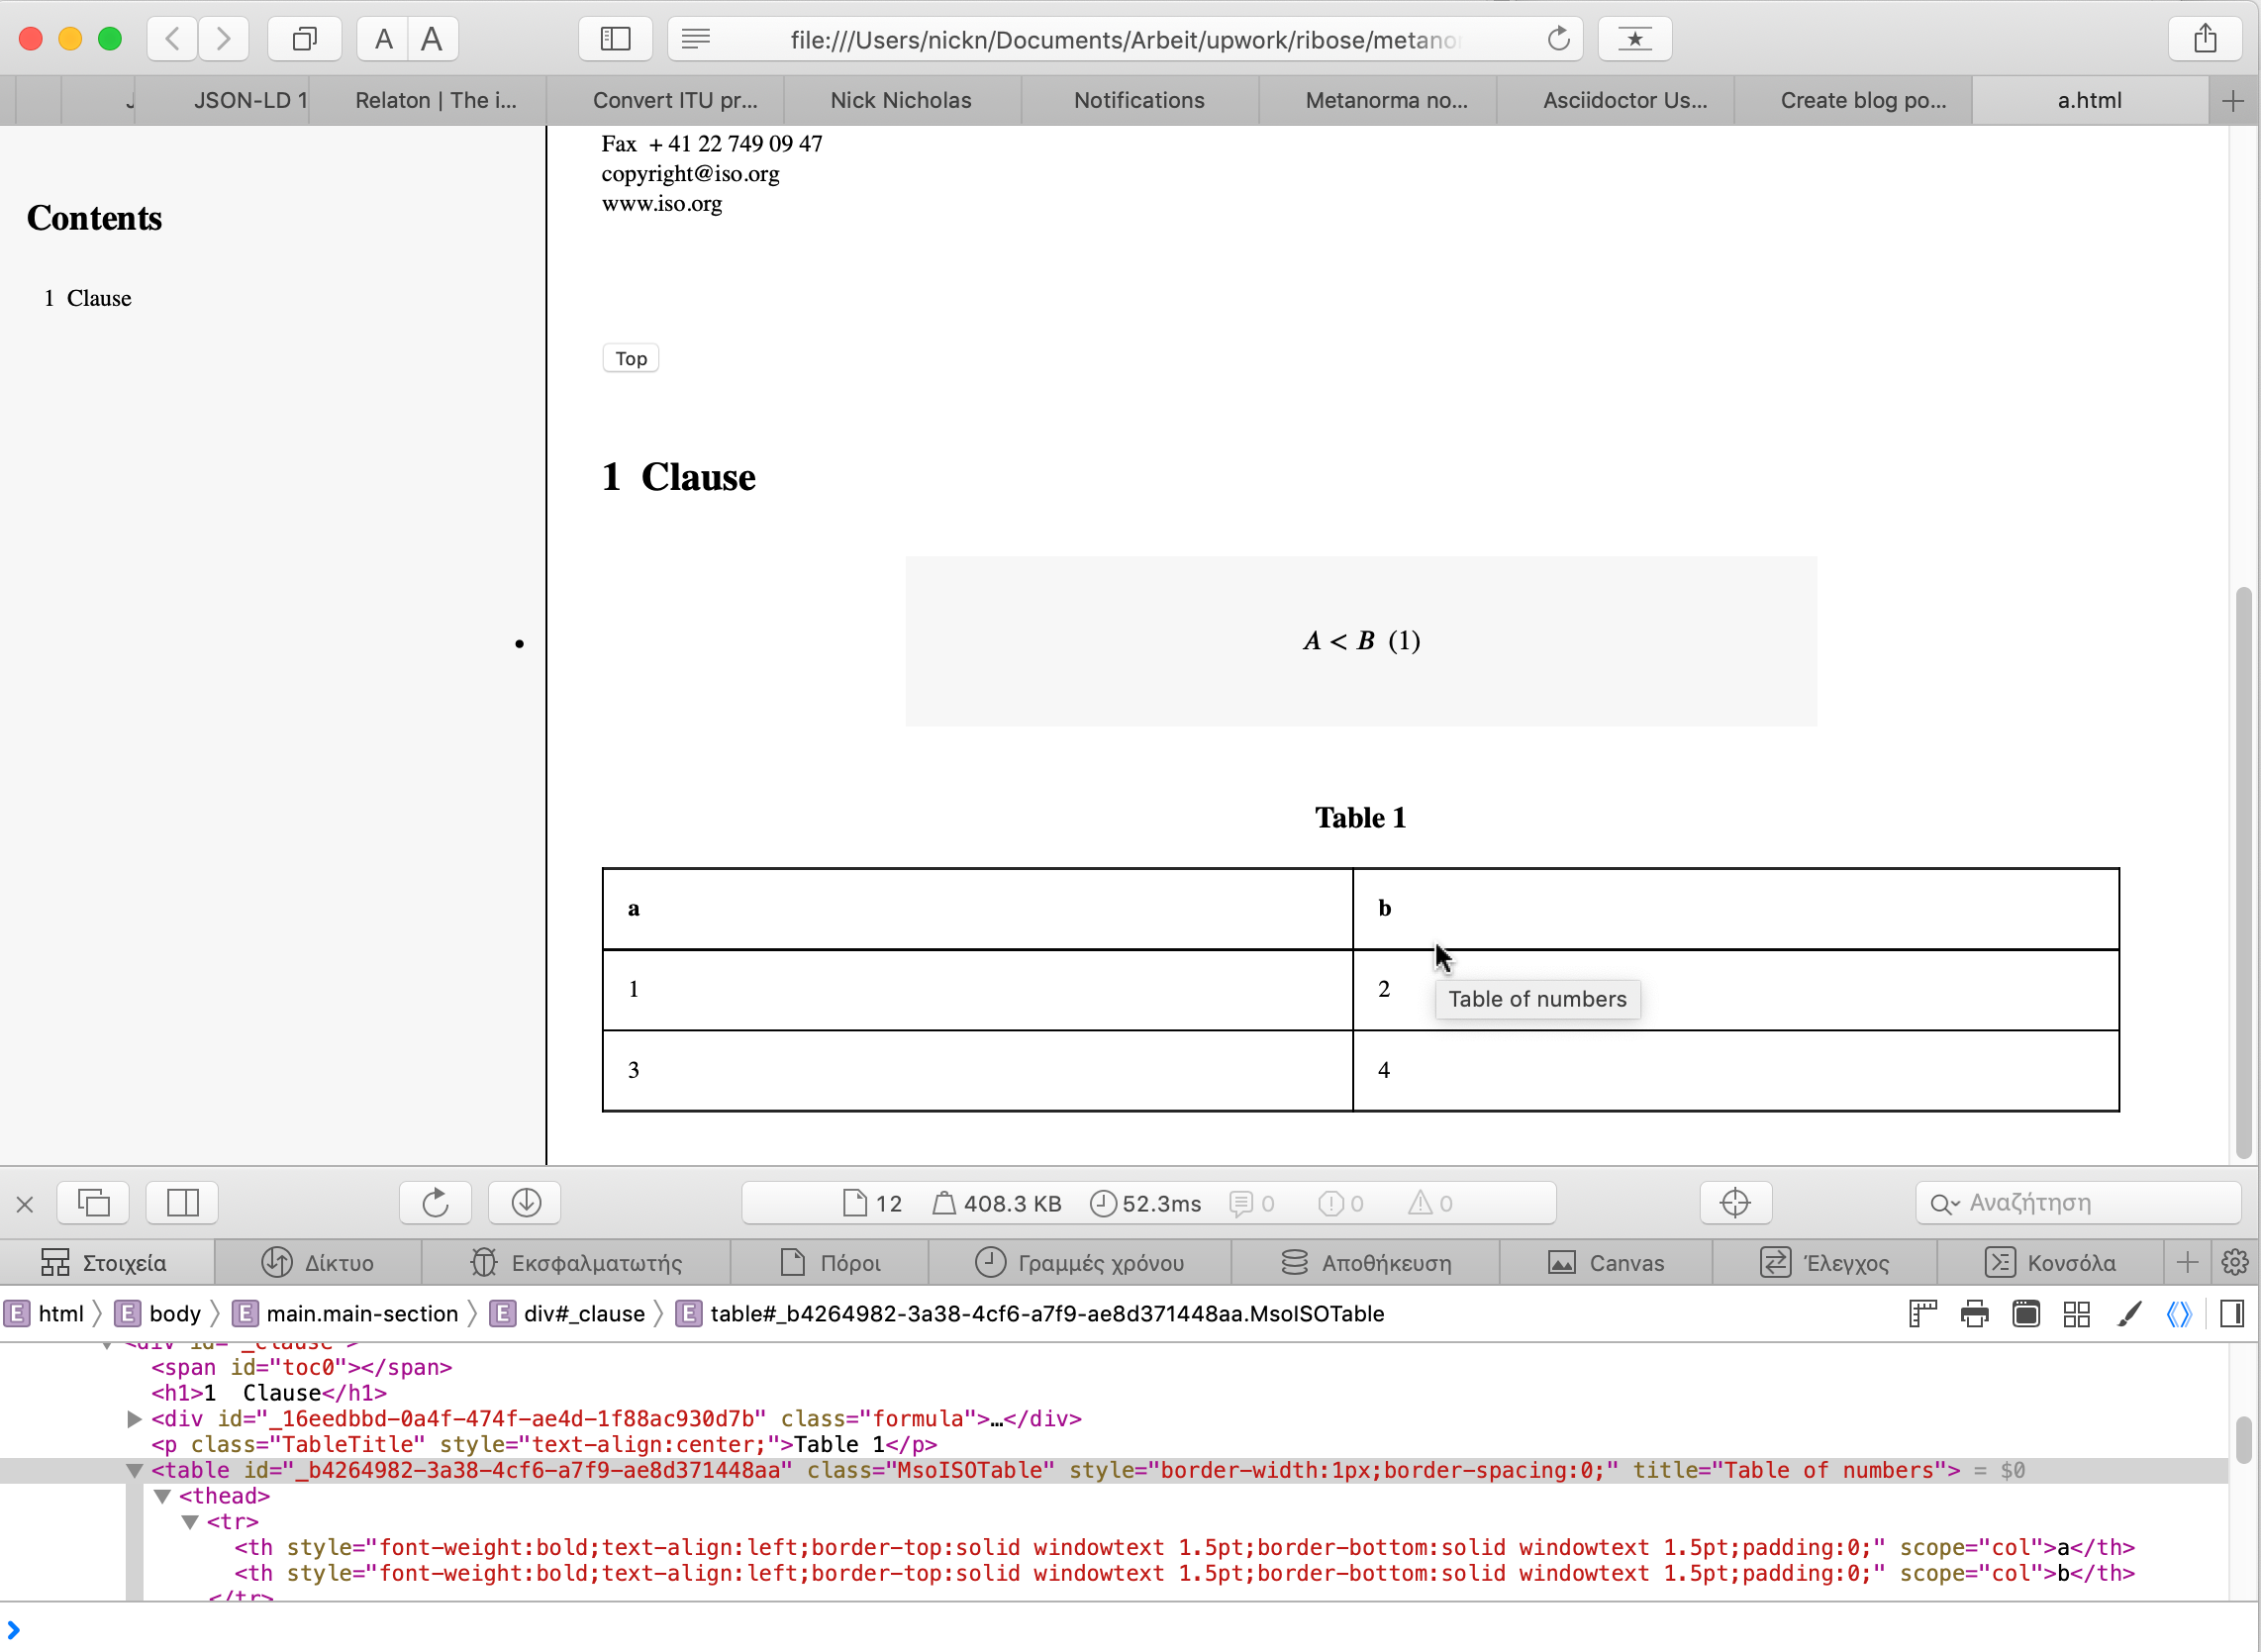 A A
file:///Users/nickn/Documents/Arbeit/upwork/ribose/metano
JSON-LD 1
Relaton | The i...
Convert ITU pr...
Nick Nicholas
Notifications
Metanorma no...
Asciidoctor Us...
Create blog po...
a.html
Contents
1 Clause
Fax + 41 22 749 09 47
copyright@iso.org
www.iso.org
Top
1 Clause
A < B (1)
Table 1
a b
1 2
Table of numbers
3 4
12 408.3 KB 52.3ms 0 0 0
Αναζήτηση
Στοιχεία Δίκτυο Εκσφαλματωτής Πόροι Γραμμές χρόνου Αποθήκευση Canvas Έλεγχος Κονσόλα
E html E body E main.main-section E div#_clause E table#_b4264982-3a38-4cf6-a7f9-ae8d371448aa.MsoISOTable
<div id="_clause">
<span id="toc0"></span>
<h1>1  Clause</h1>
<div id="_16eedbbd-0a4f-474f-ae4d-1f88ac930d7b" class="formula">…</div>
<p class="TableTitle" style="text-align:center;">Table 1</p>
<table id="_b4264982-3a38-4cf6-a7f9-ae8d371448aa" class="MsoISOTable" style="border-width:1px;border-spacing:0;" title="Table of numbers"> = $0
<thead>
<tr>
<th style="font-weight:bold;text-align:left;border-top:solid windowtext 1.5pt;border-bottom:solid windowtext 1.5pt;padding:0;" scope="col">a</th>
<th style="font-weight:bold;text-align:left;border-top:solid windowtext 1.5pt;border-bottom:solid windowtext 1.5pt;padding:0;" scope="col">b</th>
</tr>